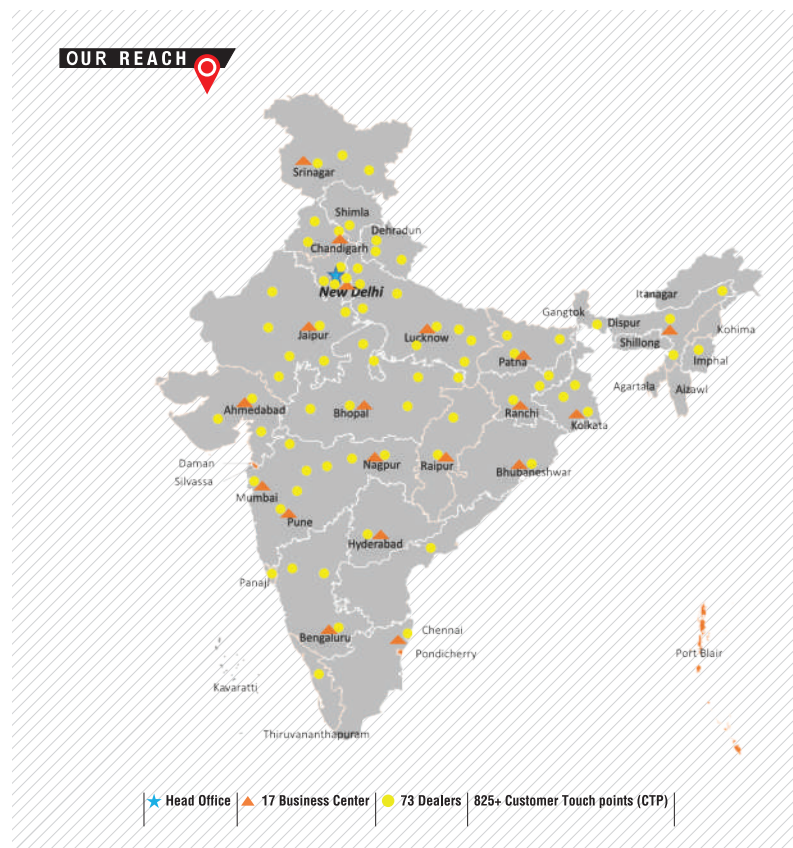 OUR REACH
Srinagar
Shimla
Dehradun
Chandigarh
New Delhi
Itanagar
Gangtok
Dispur
Kohima
Jaipur
Lucknow
Shillong
Patna
Imphal
Agartala
Aizawl
Ahmedabad
Bhopal
Ranchi
Kolkata
Daman
Nagpur
Raipur
Bhubaneshwar
Silvassa
Mumbai
Pune
Hyderabad
Panaji
Bengaluru
Chennai
Pondicherry
Port Blair
Kavaratti
Thiruvananthapuram
Head Office 17 Business Center 73 Dealers 825+ Customer Touch points (CTP)